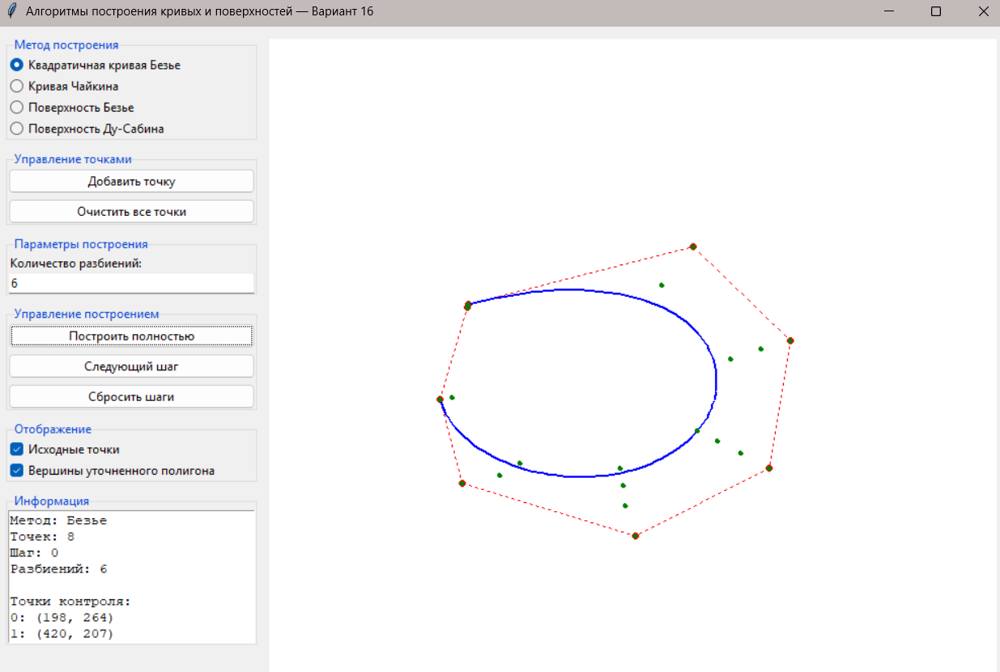 Алгоритмы построения кривых и поверхностей — Вариант 16
Метод построения
Квадратичная кривая Безье
Кривая Чайкина
Поверхность Безье
Поверхность Ду-Сабина
Управление точками
Добавить точку
Очистить все точки
Параметры построения
Количество разбиений:
6
Управление построением
Построить полностью
Следующий шаг
Сбросить шаги
Отображение
Исходные точки
Вершины уточненного полигона
Информация
Метод: Безье
Точек: 8
Шаг: 0
Разбиений: 6
Точки контроля:
0: (198, 264)
1: (420, 207)